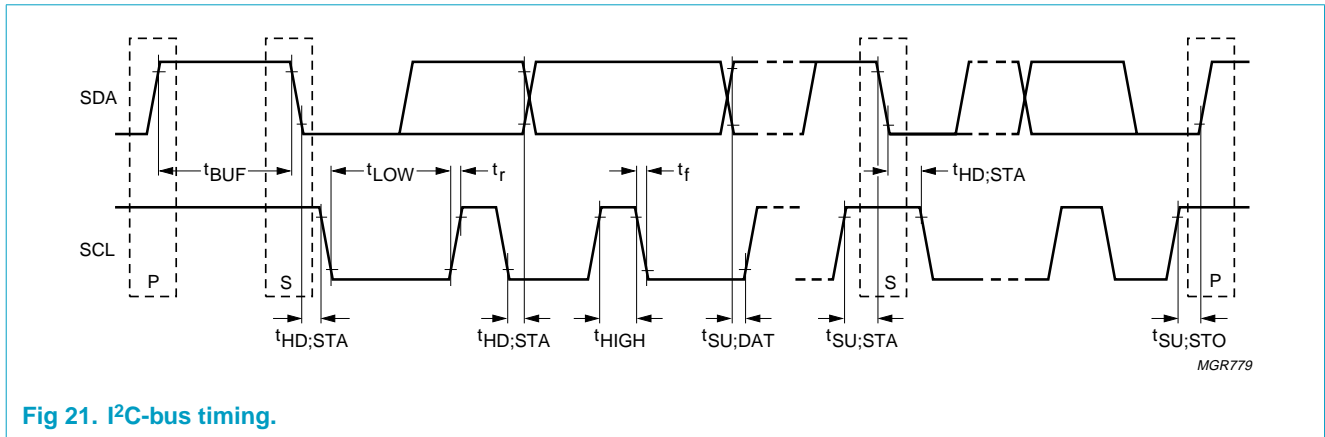 SDA
tBUF
tLOW
tr
tf
tHD;STA
SCL
P
S
S
P
tHD;STA
tHD;STA
tHIGH
tSU;DAT
tSU;STA
tSU;STO
MGR779
Fig 21. I²C-bus timing.